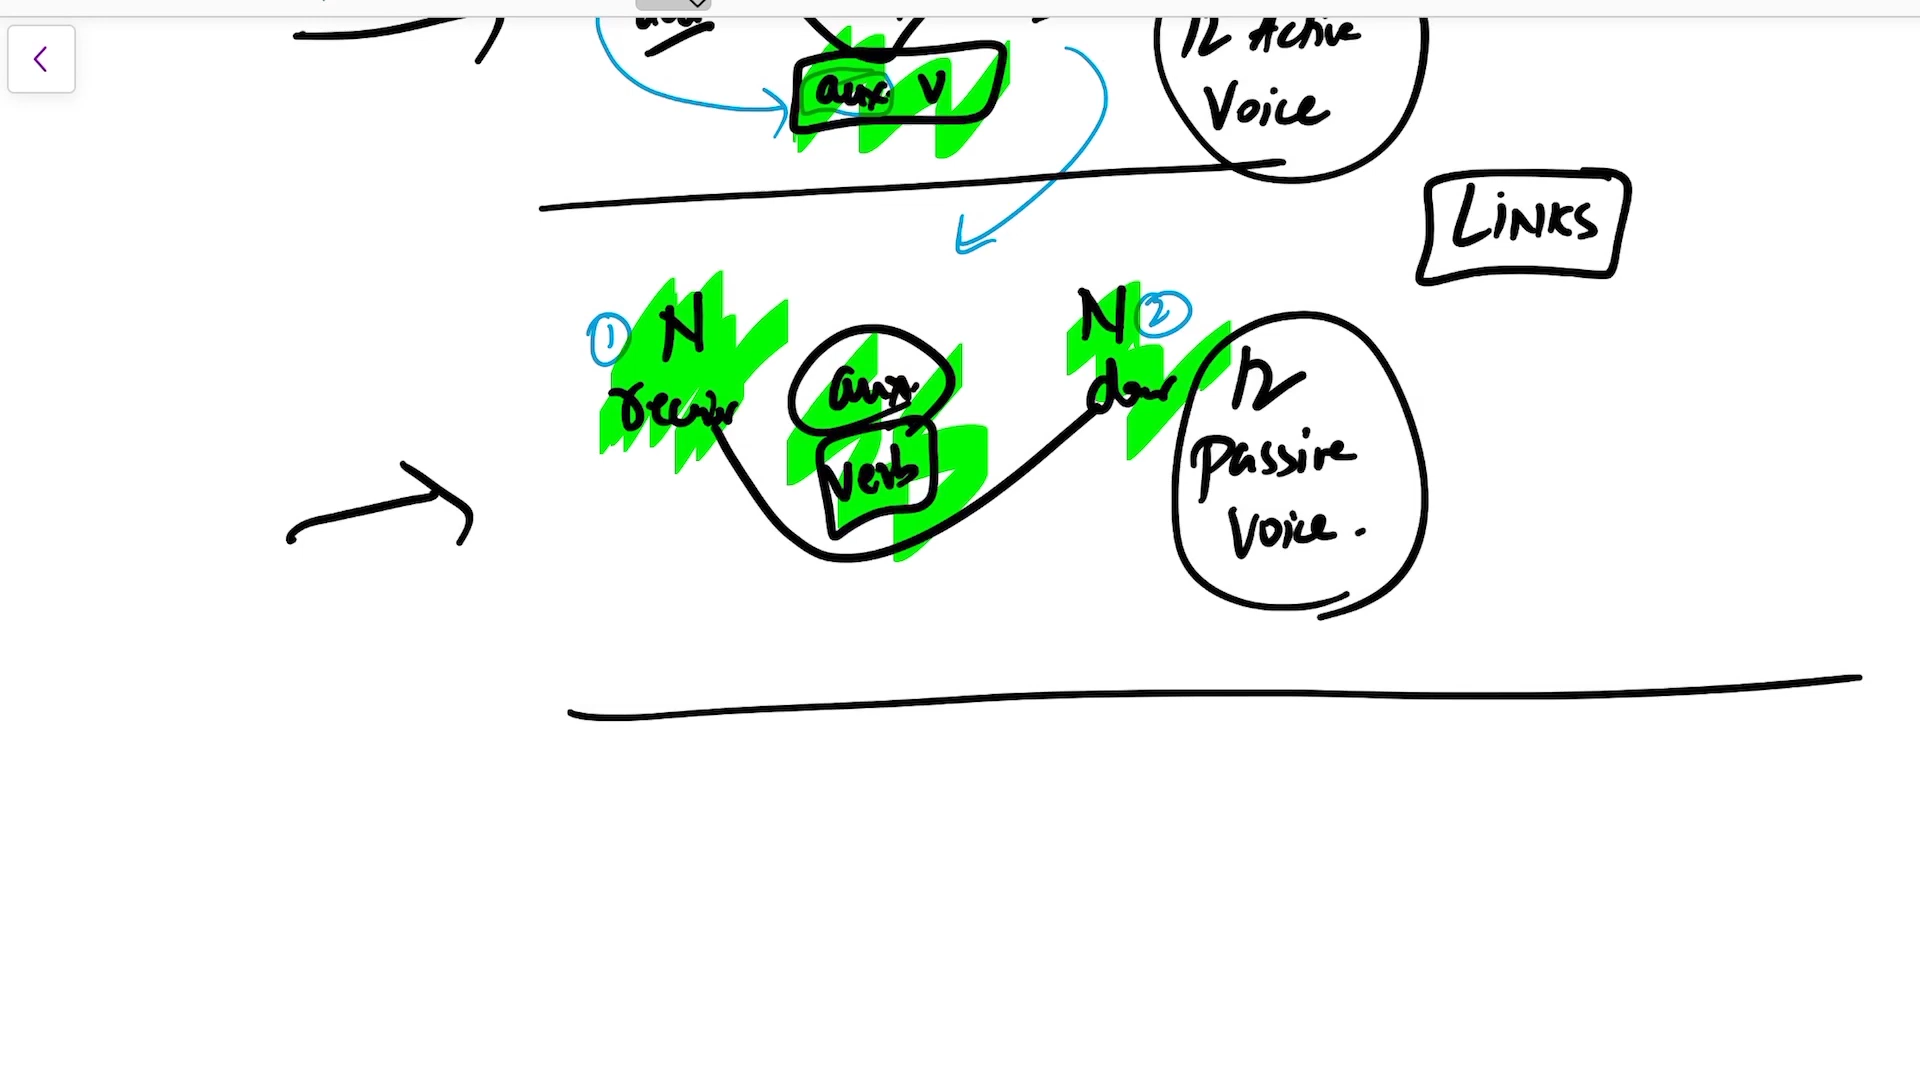 12 Active
aux V
Voice
LINKS
① N
N ②
12
aux
doer
receiver
Passive
Verb
Voice.